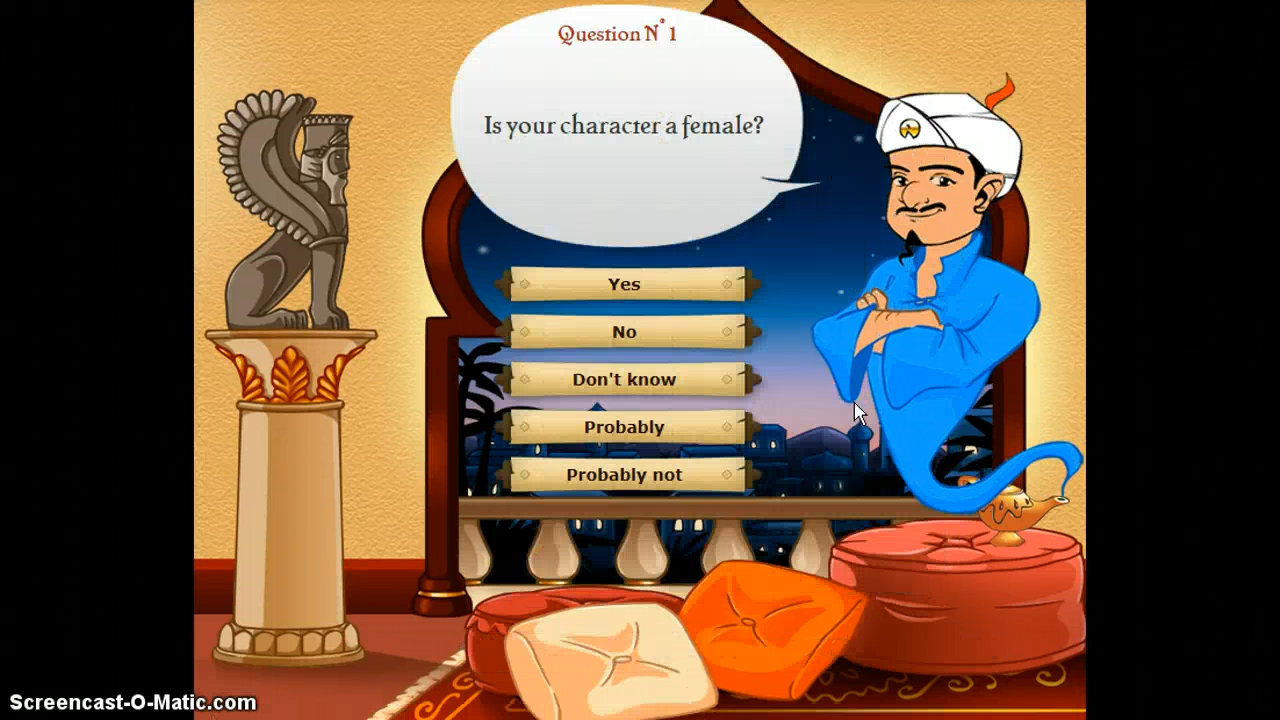 Question N° 1
Is your character a female?
Yes
No
Don't know
Probably
Probably not
Screencast-O-Matic.com